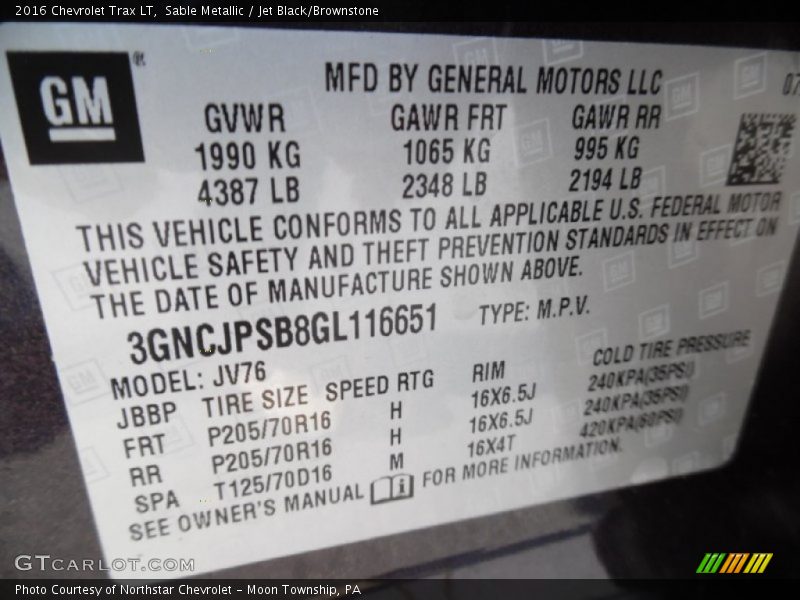 2016 Chevrolet Trax LT, Sable Metallic / Jet Black/Brownstone
GM®
MFD BY GENERAL MOTORS LLC 07
GVWR GAWR FRT GAWR RR
1990 KG 1065 KG 995 KG
4387 LB 2348 LB 2194 LB
THIS VEHICLE CONFORMS TO ALL APPLICABLE U.S. FEDERAL MOTOR
VEHICLE SAFETY AND THEFT PREVENTION STANDARDS IN EFFECT ON
THE DATE OF MANUFACTURE SHOWN ABOVE.
3GNCJPSB8GL116651 TYPE: M.P.V.
MODEL: JV76
JBBP TIRE SIZE SPEED RTG RIM COLD TIRE PRESSURE
FRT P205/70R16 H 16X6.5J 240KPA(35PSI)
RR P205/70R16 H 16X6.5J 240KPA(35PSI)
SPA T125/70D16 M 16X4T 420KPA(60PSI)
SEE OWNER'S MANUAL FOR MORE INFORMATION.
GTCARLOT.COM
Photo Courtesy of Northstar Chevrolet – Moon Township, PA